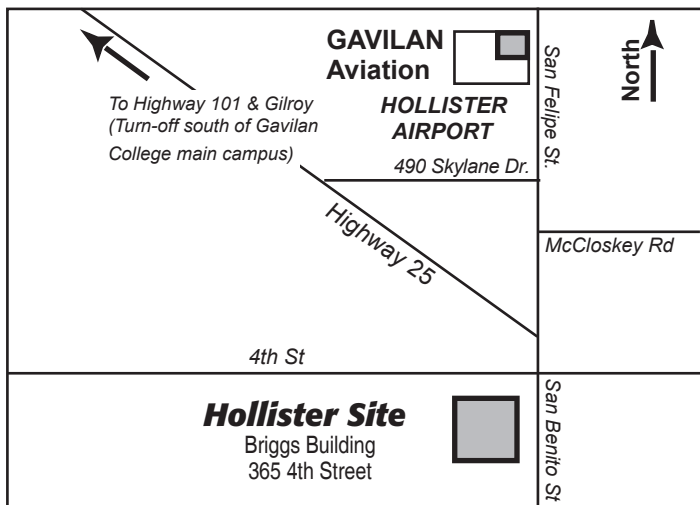 GAVILAN
Aviation
San Felipe St.
North
To Highway 101 & Gilroy
(Turn-off south of Gavilan
College main campus)
HOLLISTER
AIRPORT
490 Skylane Dr.
Highway 25
McCloskey Rd
4th St
Hollister Site
Briggs Building
365 4th Street
San Benito St